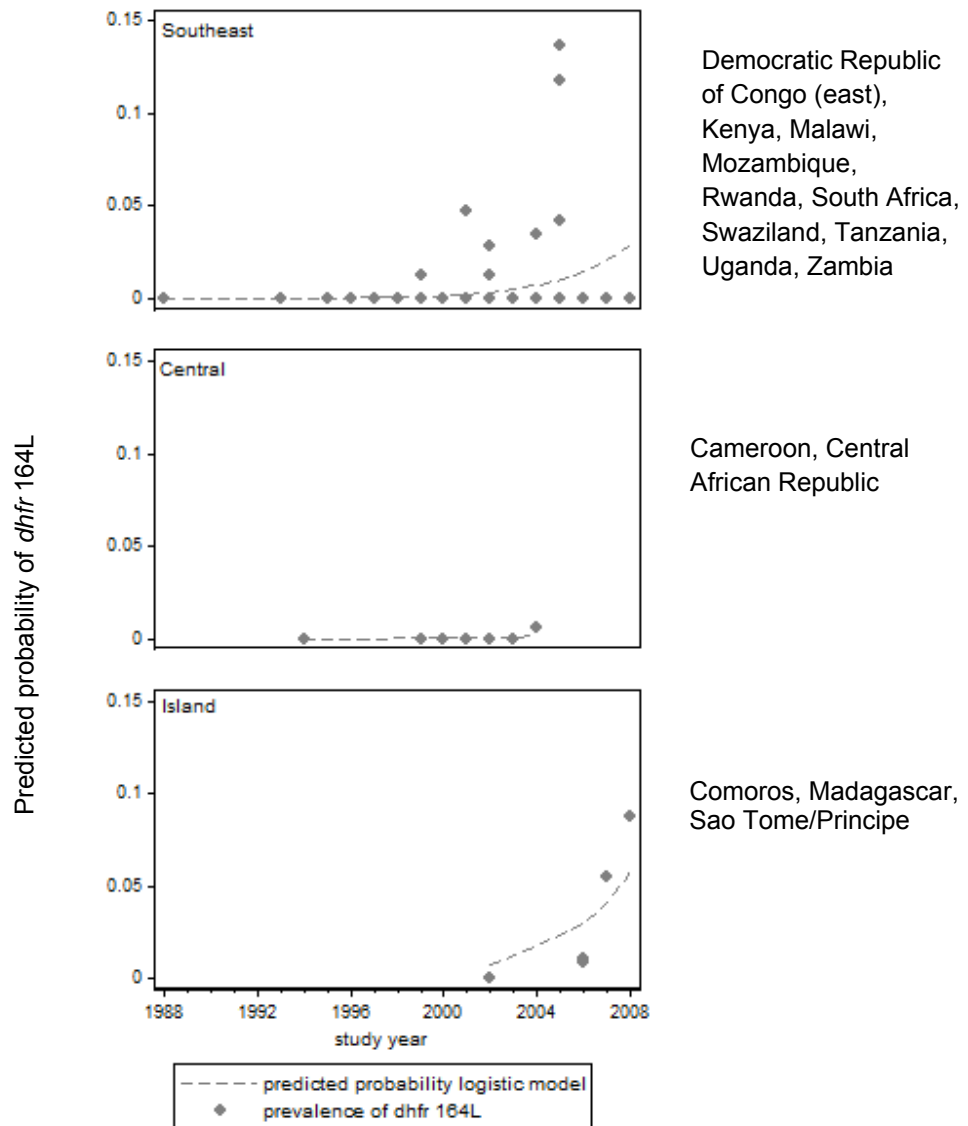 Predicted probability of dhfr 164L
0.15
Southeast
0.1
0.05
0
Democratic Republic
of Congo (east),
Kenya, Malawi,
Mozambique,
Rwanda, South Africa,
Swaziland, Tanzania,
Uganda, Zambia
0.15
Central
0.1
0.05
0
Cameroon, Central
African Republic
0.15
Island
0.1
0.05
0
Comoros, Madagascar,
Sao Tome/Principe
1988 1992 1996 2000 2004 2008
study year
predicted probability logistic model
prevalence of dhfr 164L